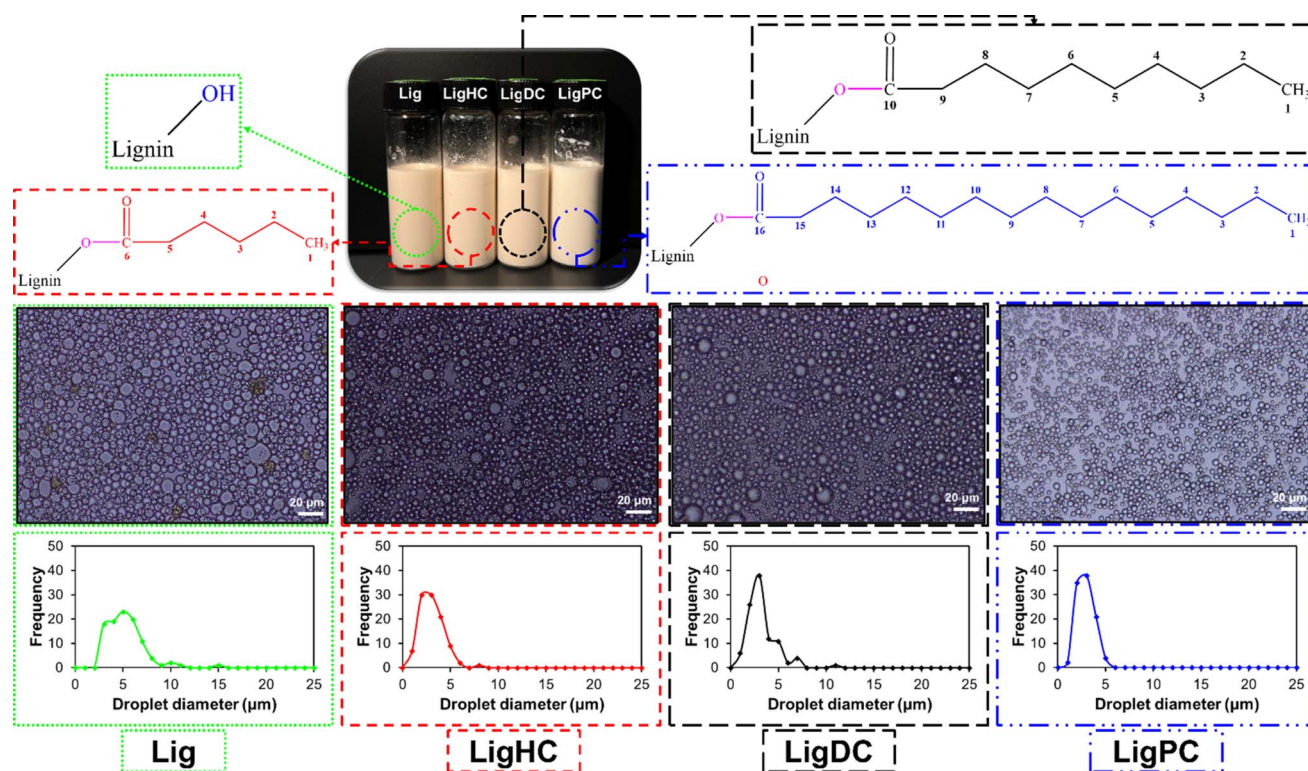 Lig LigHC LigDC LigPC
OH
Lignin
O
8 6 4 2
O
10 9 7 5 3 CH3
1
Lignin
O
4 2
O
6 5 3 CH3
1
Lignin
O
14 12 10 8 6 4 2
O
16 15 13 11 9 7 5 3 CH3
1
Lignin
O
20 µm 20 µm 20 µm 20 µm
Frequency
50
40
30
20
10
0
0 5 10 15 20 25
Droplet diameter (µm)
Frequency
50
40
30
20
10
0
0 5 10 15 20 25
Droplet diameter (µm)
Frequency
50
40
30
20
10
0
0 5 10 15 20 25
Droplet diameter (µm)
Frequency
50
40
30
20
10
0
0 5 10 15 20 25
Droplet diameter (µm)
Lig LigHC LigDC LigPC